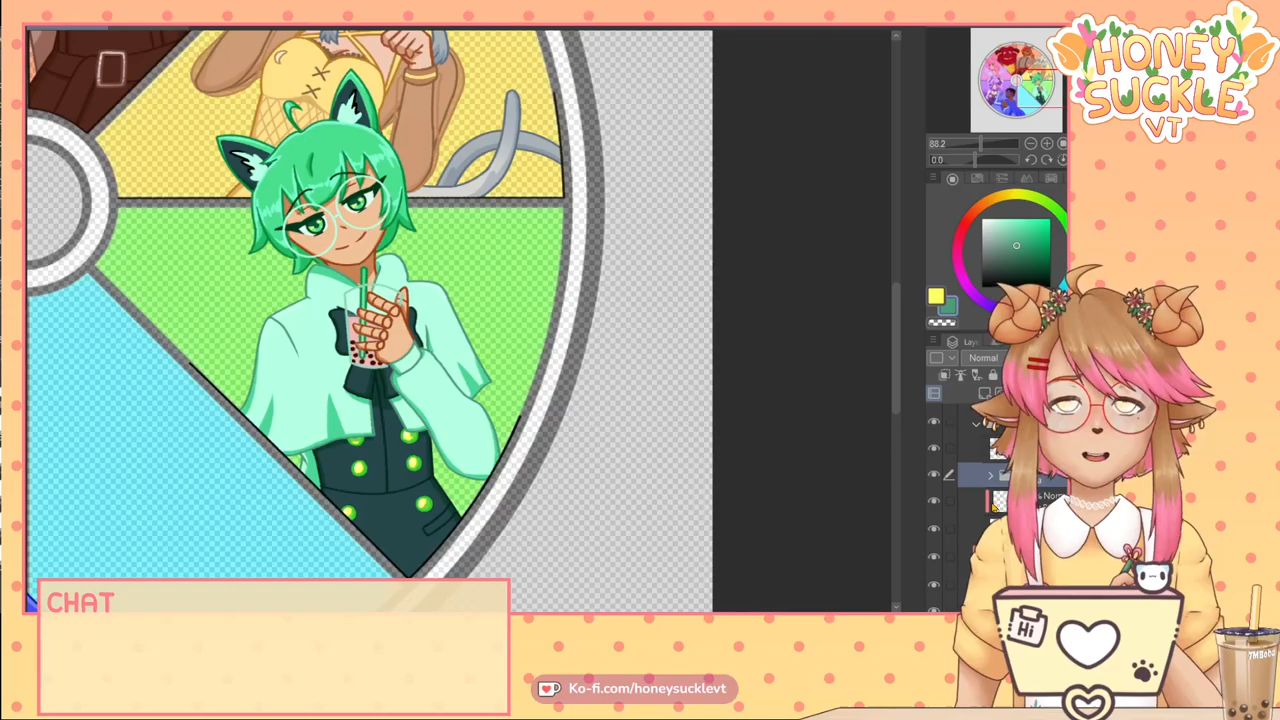 HONEY
SUCKLE
VT
88.2
0.0
Normal
CHAT
Hi
Ko-fi.com/honeysucklevt